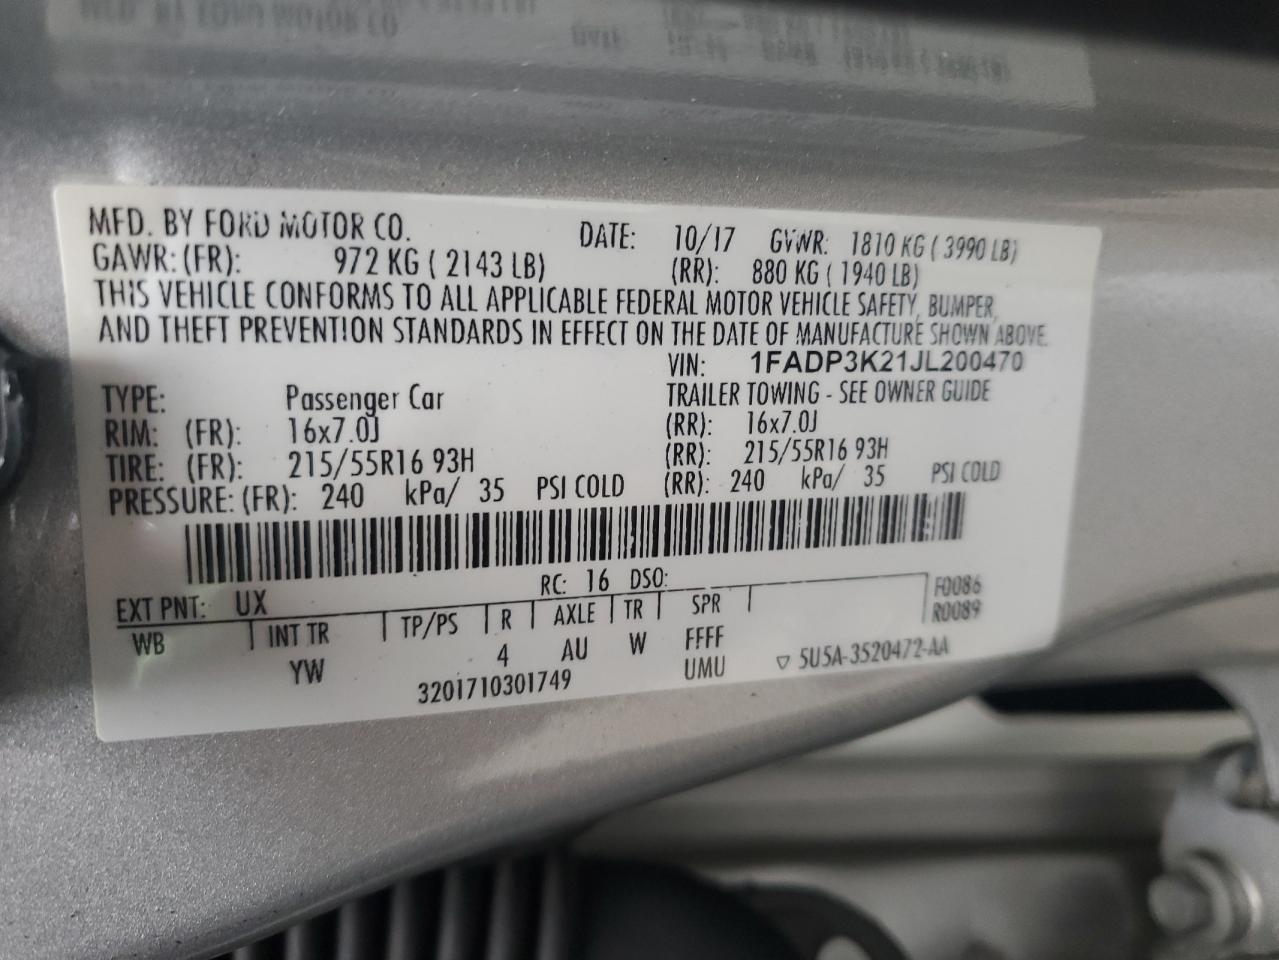 MFD. BY FORD MOTOR CO. DATE: 10/17 GVWR: 1810 KG ( 3990 LB)
GAWR: (FR): 972 KG ( 2143 LB) (RR): 880 KG ( 1940 LB)
THIS VEHICLE CONFORMS TO ALL APPLICABLE FEDERAL MOTOR VEHICLE SAFETY, BUMPER,
AND THEFT PREVENTION STANDARDS IN EFFECT ON THE DATE OF MANUFACTURE SHOWN ABOVE.
VIN: 1FADP3K21JL200470
TYPE: Passenger Car TRAILER TOWING - SEE OWNER GUIDE
RIM: (FR): 16x7.0J (RR): 16x7.0J
TIRE: (FR): 215/55R16 93H (RR): 215/55R16 93H
PRESSURE: (FR): 240 kPa/ 35 PSI COLD (RR): 240 kPa/ 35 PSI COLD
RC: 16 DSO:
EXT PNT: UX F0086
WB INT TR TP/PS R AXLE TR SPR R0089
YW 4 AU W FFFF
3201710301749 UMU 5U5A-3520472-AA